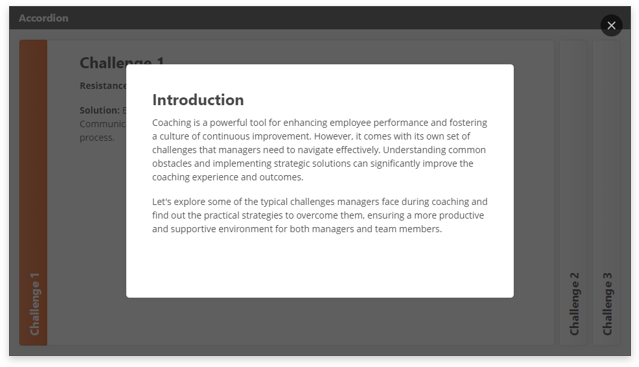 Accordion
Challenge 1
Resistance
Solution:
Communic
process.
Introduction
Coaching is a powerful tool for enhancing employee performance and fostering
a culture of continuous improvement. However, it comes with its own set of
challenges that managers need to navigate effectively. Understanding common
obstacles and implementing strategic solutions can significantly improve the
coaching experience and outcomes.
Let's explore some of the typical challenges managers face during coaching and
find out the practical strategies to overcome them, ensuring a more productive
and supportive environment for both managers and team members.
Challenge 1
Challenge 2
Challenge 3